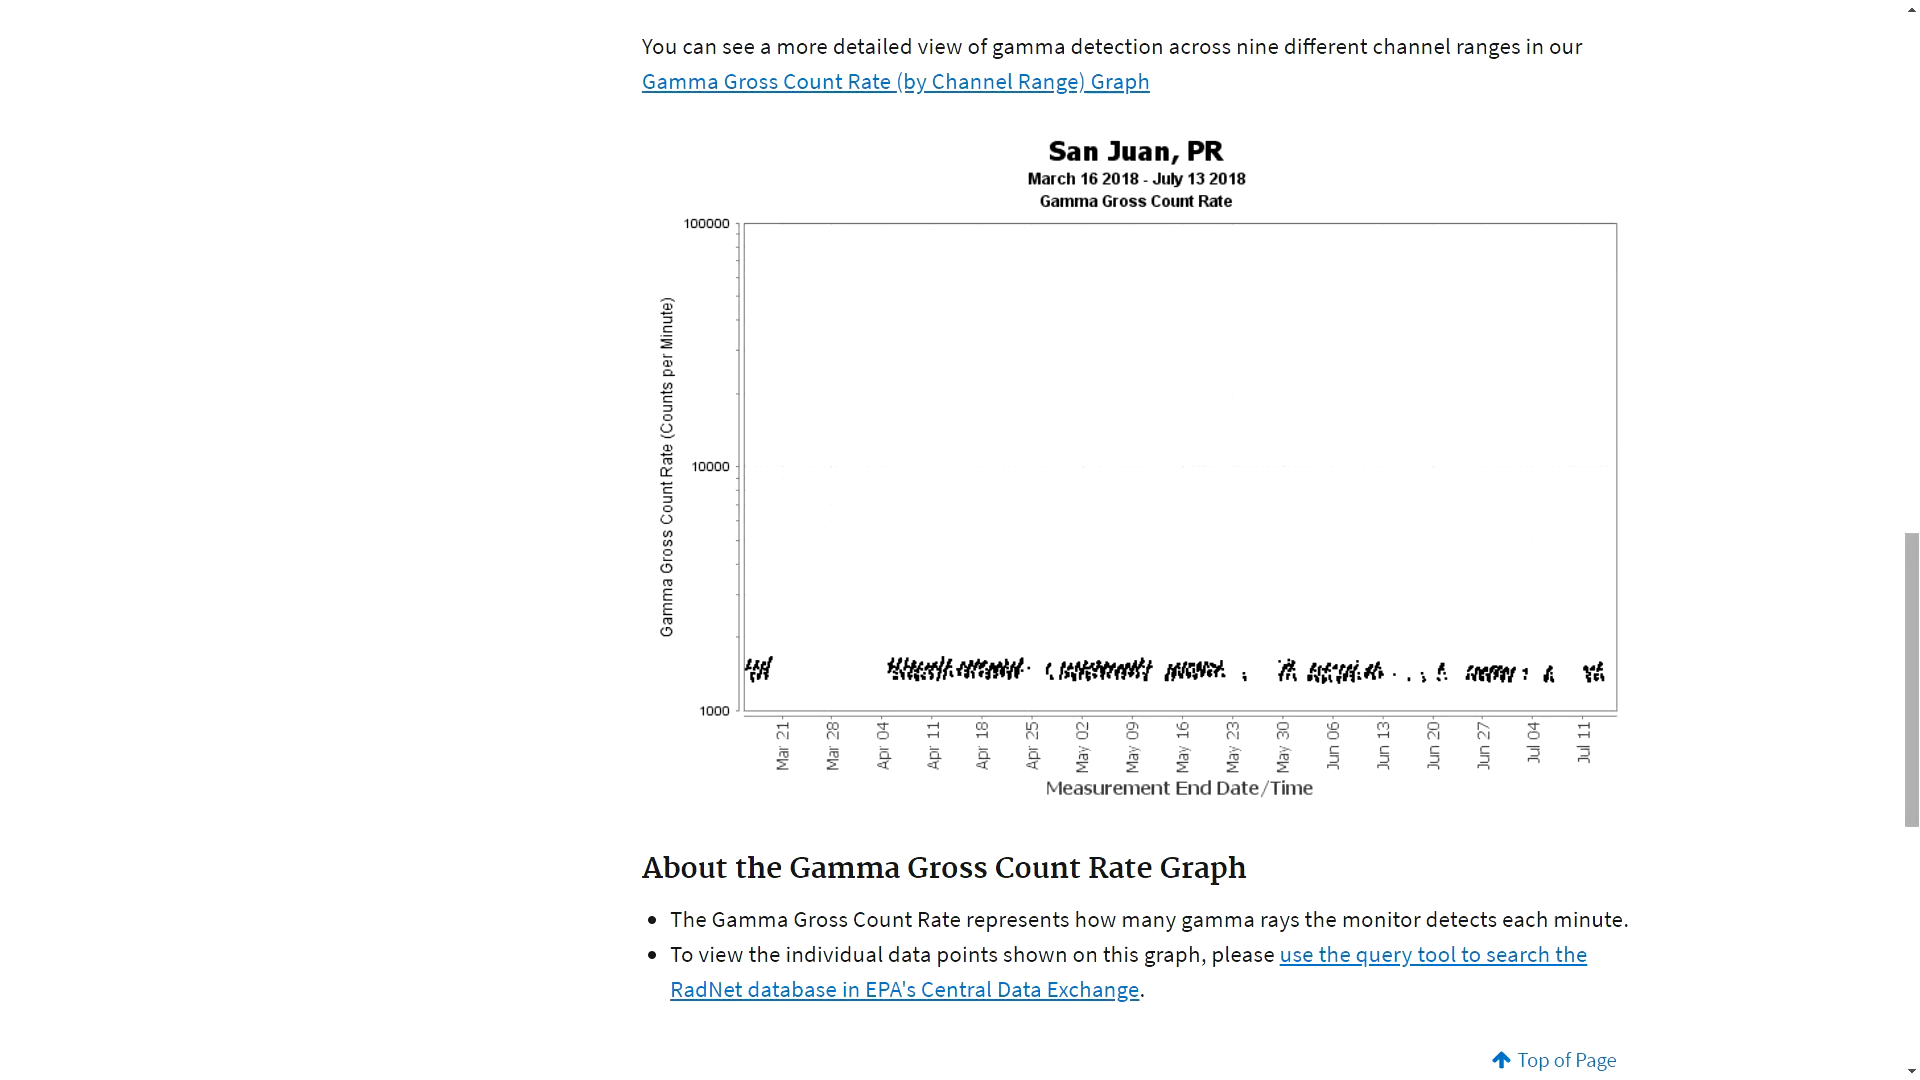 You can see a more detailed view of gamma detection across nine different channel ranges in our
Gamma Gross Count Rate (by Channel Range) Graph
San Juan, PR
March 16 2018 - July 13 2018
Gamma Gross Count Rate
100000
10000
1000
Gamma Gross Count Rate (Counts per Minute)
Mar 21
Mar 28
Apr 04
Apr 11
Apr 18
Apr 25
May 02
May 09
May 16
May 23
May 30
Jun 06
Jun 13
Jun 20
Jun 27
Jul 04
Jul 11
Measurement End Date/Time
About the Gamma Gross Count Rate Graph
• The Gamma Gross Count Rate represents how many gamma rays the monitor detects each minute.
• To view the individual data points shown on this graph, please use the query tool to search the
RadNet database in EPA's Central Data Exchange.
Top of Page